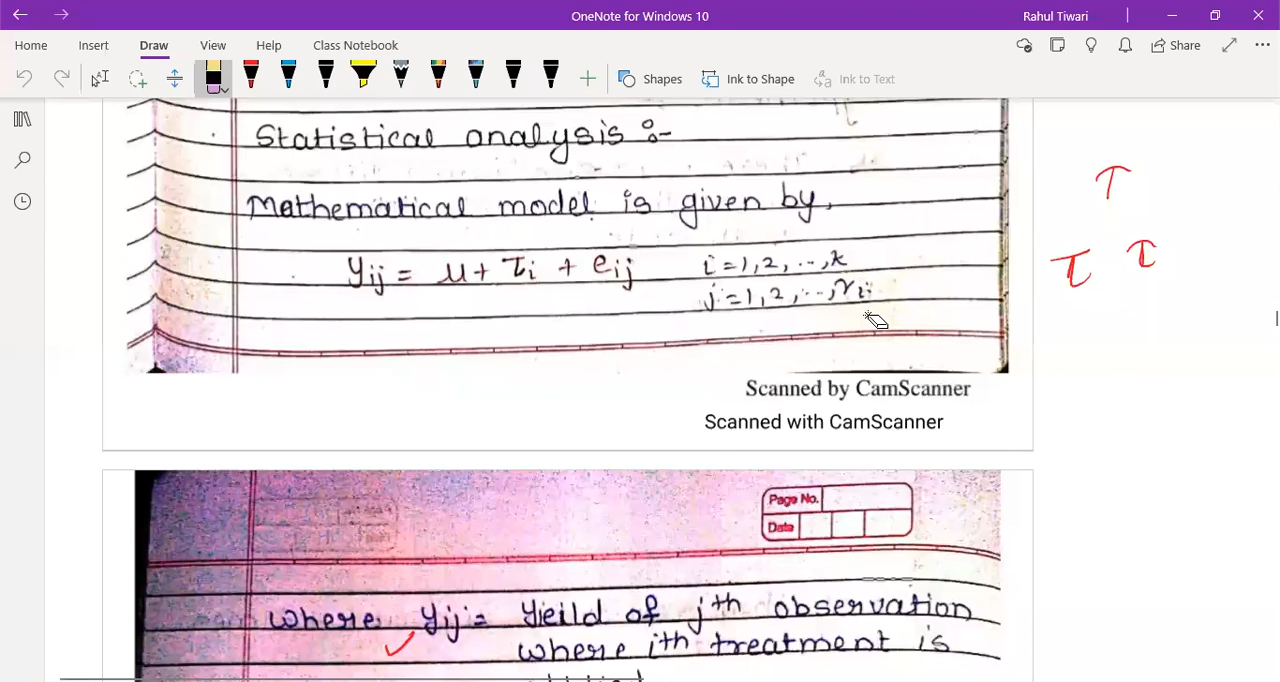 OneNote for Windows 10
Rahul Tiwari
Home Insert Draw View Help Class Notebook
Share
Shapes Ink to Shape Ink to Text
Statistical analysis :-
Mathematical model is given by,
yij = μ + τi + eij i = 1, 2, ..., k
j = 1, 2, ..., ri
τ
τ τ
Scanned by CamScanner
Scanned with CamScanner
Page No.
Date
Where yij = Yeild of jth observation
where ith treatment is